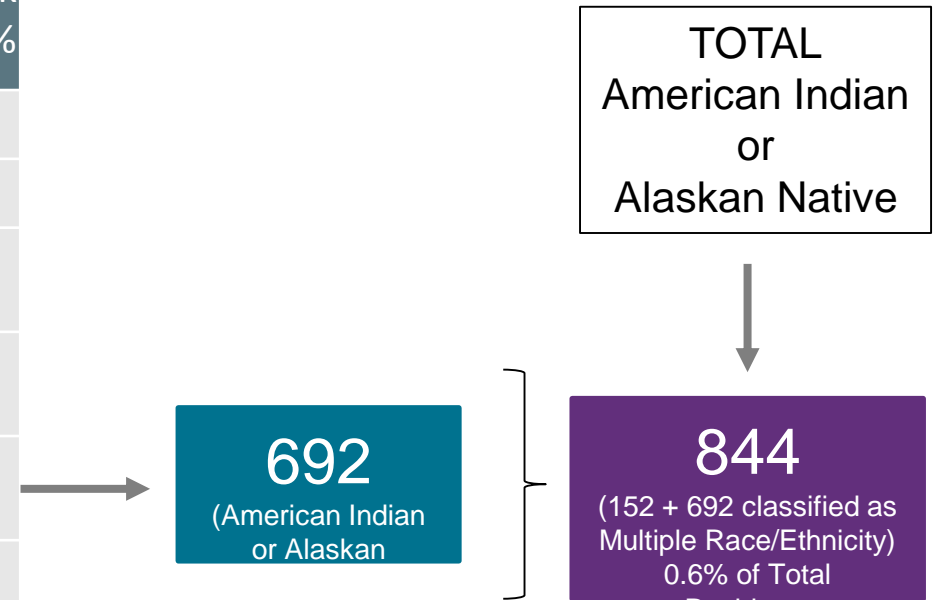 %
TOTAL
American Indian
or
Alaskan Native
692
(American Indian
or Alaskan
844
(152 + 692 classified as
Multiple Race/Ethnicity)
0.6% of Total